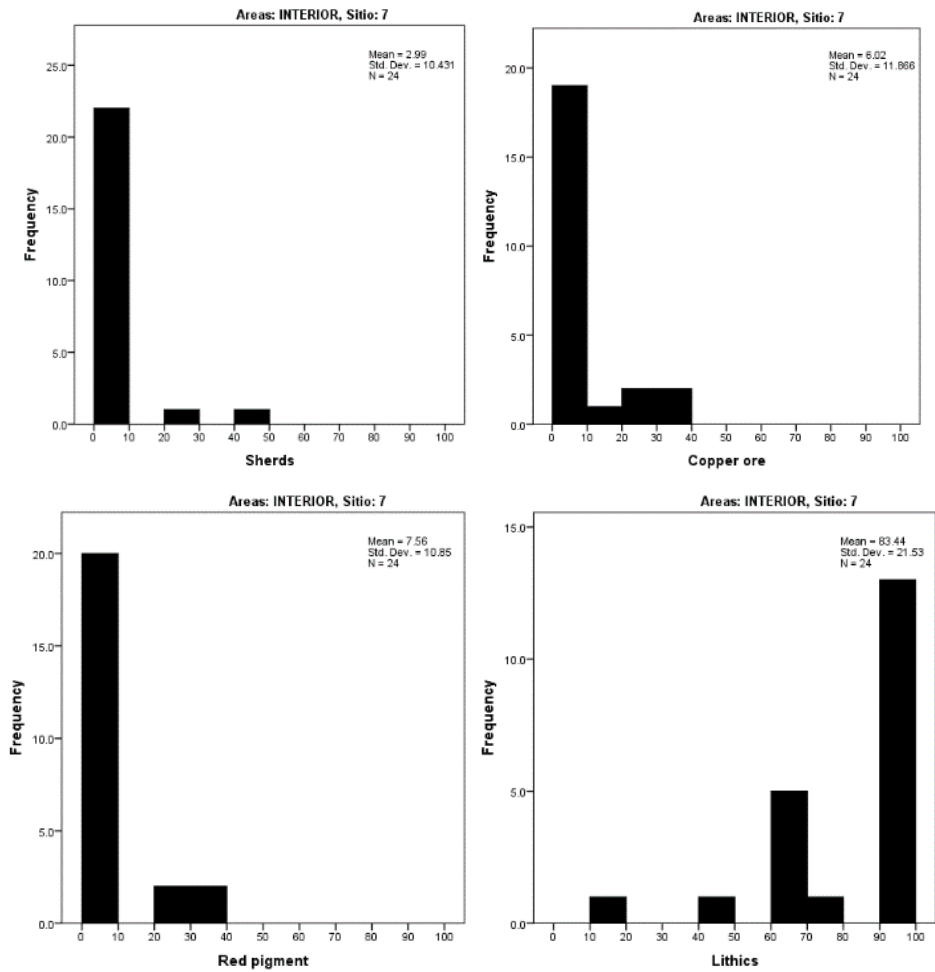 Areas: INTERIOR, Sitio: 7
Mean = 2.99
Std. Dev. = 10.431
N = 24
25.0
20.0
15.0
10.0
5.0
0.0
Frequency
0 10 20 30 40 50 60 70 80 90 100
Sherds
Areas: INTERIOR, Sitio: 7
Mean = 6.02
Std. Dev. = 11.866
N = 24
20.0
15.0
10.0
5.0
0.0
Frequency
0 10 20 30 40 50 60 70 80 90 100
Copper ore
Areas: INTERIOR, Sitio: 7
Mean = 7.56
Std. Dev. = 10.85
N = 24
20.0
15.0
10.0
5.0
0.0
Frequency
0 10 20 30 40 50 60 70 80 90 100
Red pigment
Areas: INTERIOR, Sitio: 7
Mean = 83.44
Std. Dev. = 21.53
N = 24
15.0
10.0
5.0
0.0
Frequency
0 10 20 30 40 50 60 70 80 90 100
Lithics